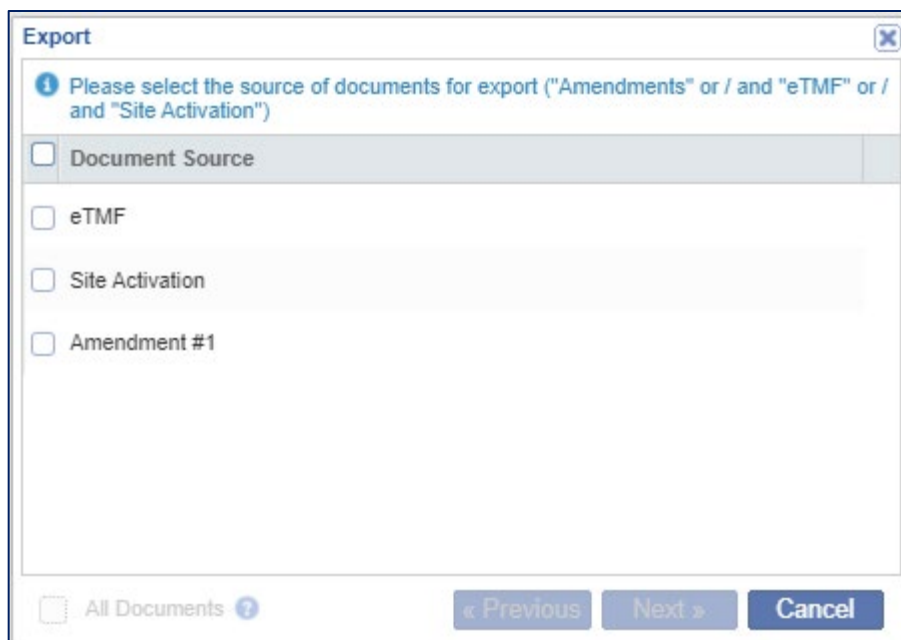 Export
Please select the source of documents for export ("Amendments" or / and "eTMF" or /
and "Site Activation")
Document Source
eTMF
Site Activation
Amendment #1
All Documents
« Previous
Next »
Cancel